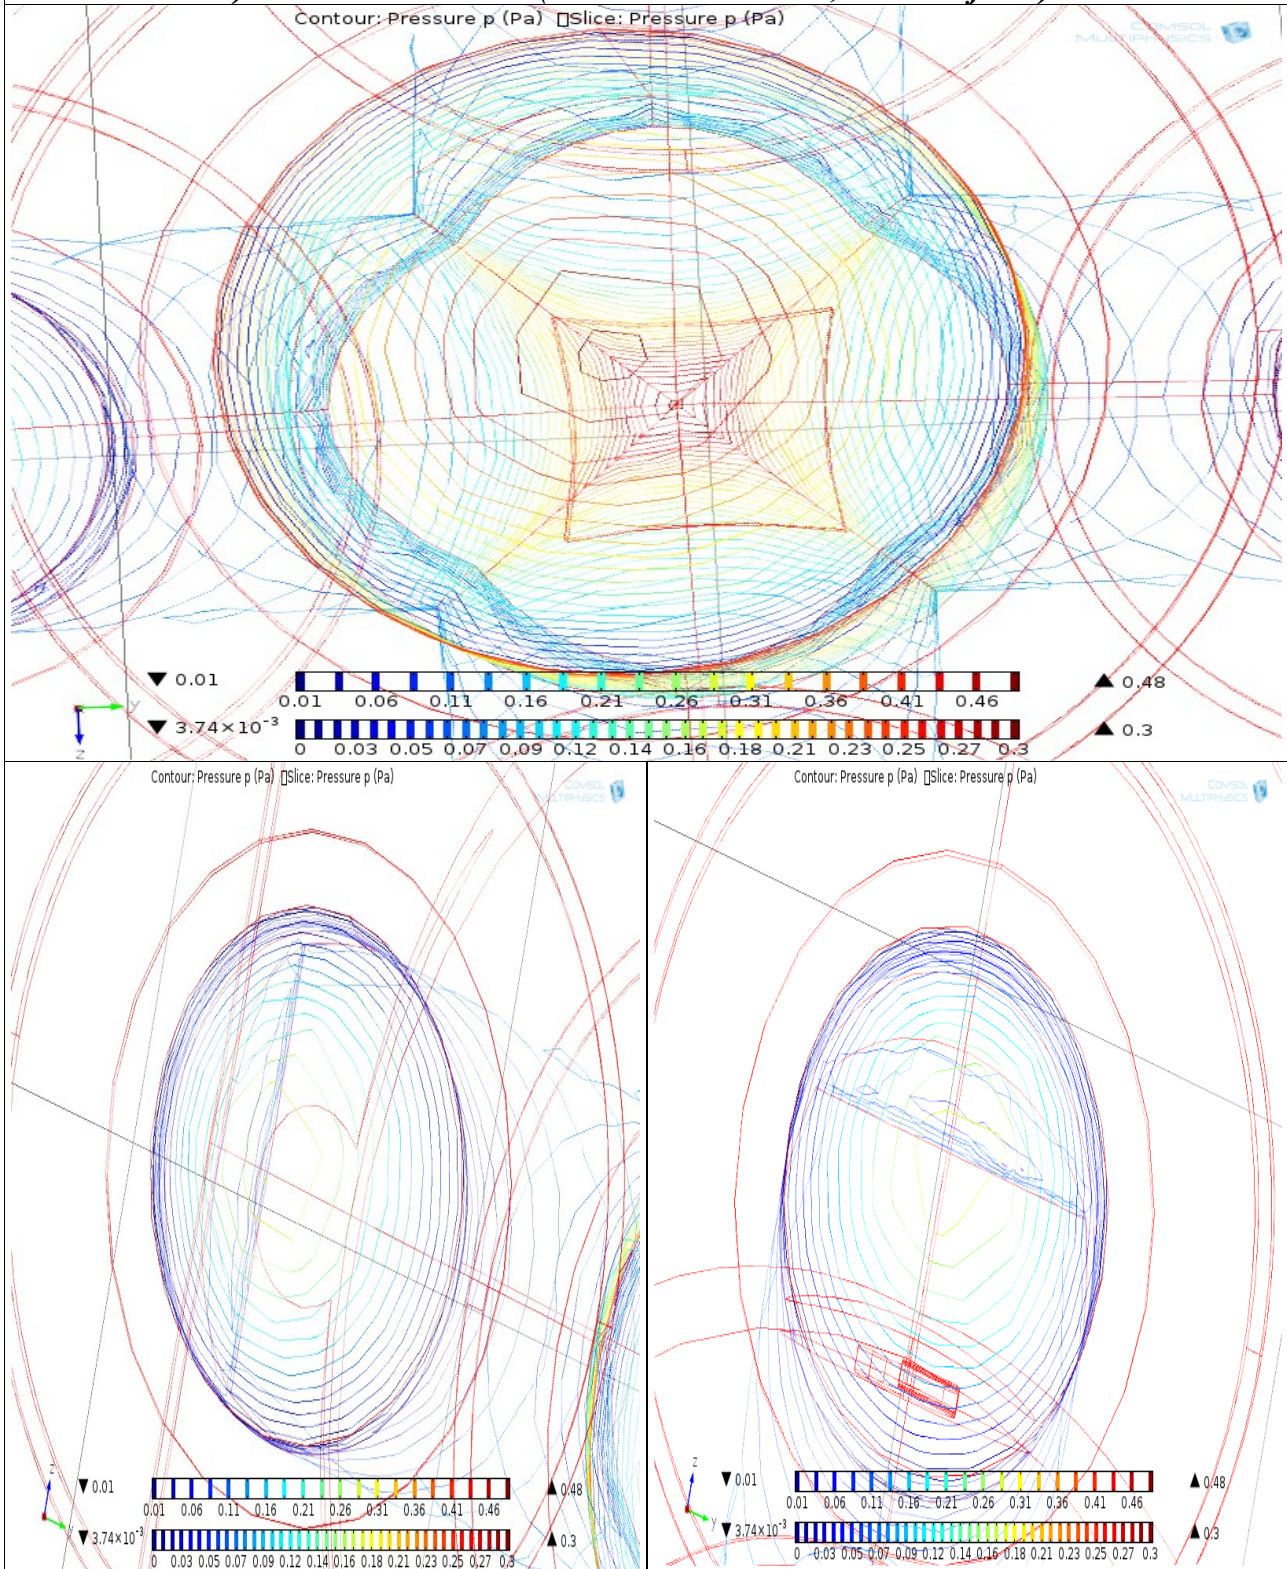 Contour: Pressure p (Pa) ▯Slice: Pressure p (Pa)
COMSOL
MULTIPHYSICS
▼ 0.01
0.01 0.06 0.11 0.16 0.21 0.26 0.31 0.36 0.41 0.46
▲ 0.48
▼ 3.74×10⁻³
0 0.03 0.05 0.07 0.09 0.12 0.14 0.16 0.18 0.21 0.23 0.25 0.27 0.3
▲ 0.3
y
z
Contour: Pressure p (Pa) ▯Slice: Pressure p (Pa)
COMSOL
MULTIPHYSICS
z
▼ 0.01
0.01 0.06 0.11 0.16 0.21 0.26 0.31 0.36 0.41 0.46
▲ 0.48
▼ 3.74×10⁻³
0 0.03 0.05 0.07 0.09 0.12 0.14 0.16 0.18 0.21 0.23 0.25 0.27 0.3
▲ 0.3
Contour: Pressure p (Pa) ▯Slice: Pressure p (Pa)
COMSOL
MULTIPHYSICS
z
y
▼ 0.01
0.01 0.06 0.11 0.16 0.21 0.26 0.31 0.36 0.41 0.46
▲ 0.48
▼ 3.74×10⁻³
0 0.03 0.05 0.07 0.09 0.12 0.14 0.16 0.18 0.21 0.23 0.25 0.27 0.3
▲ 0.3